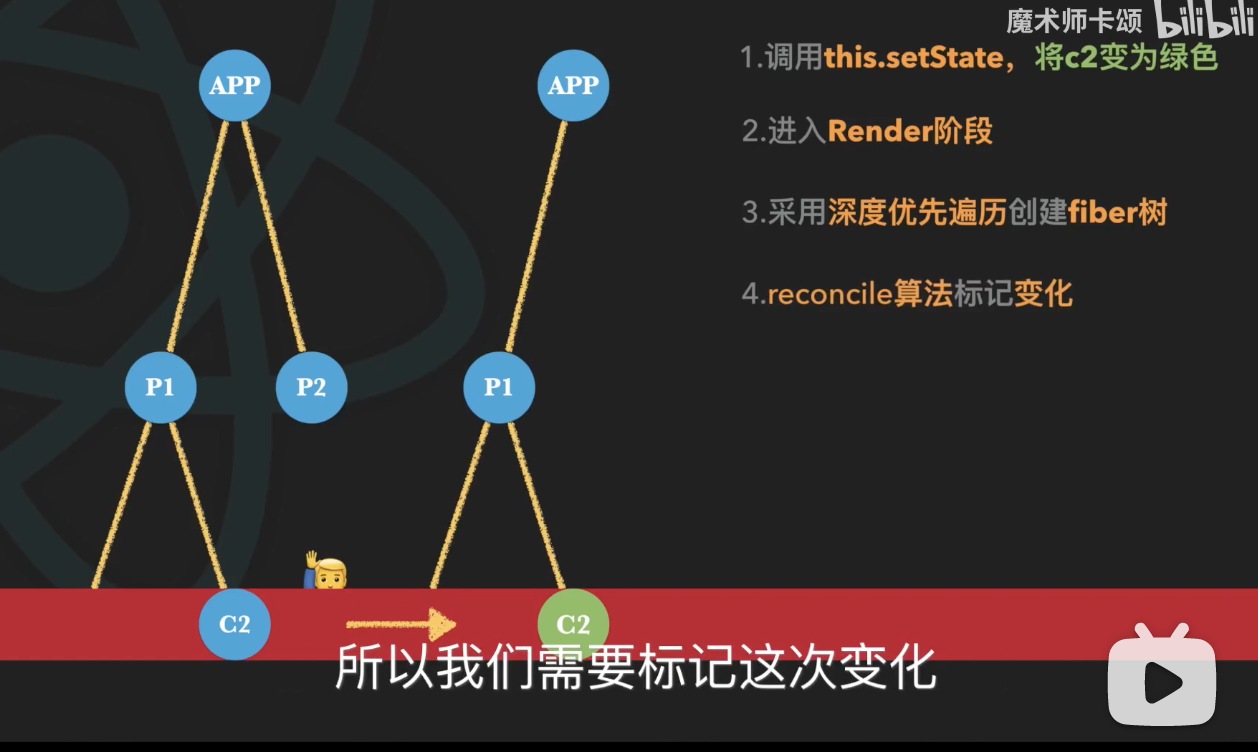 魔术师卡颂 bilibili
1.调用this.setState，将c2变为绿色
2.进入Render阶段
3.采用深度优先遍历创建fiber树
4.reconcile算法标记变化
APP
APP
P1
P2
P1
C2
C2
所以我们需要标记这次变化